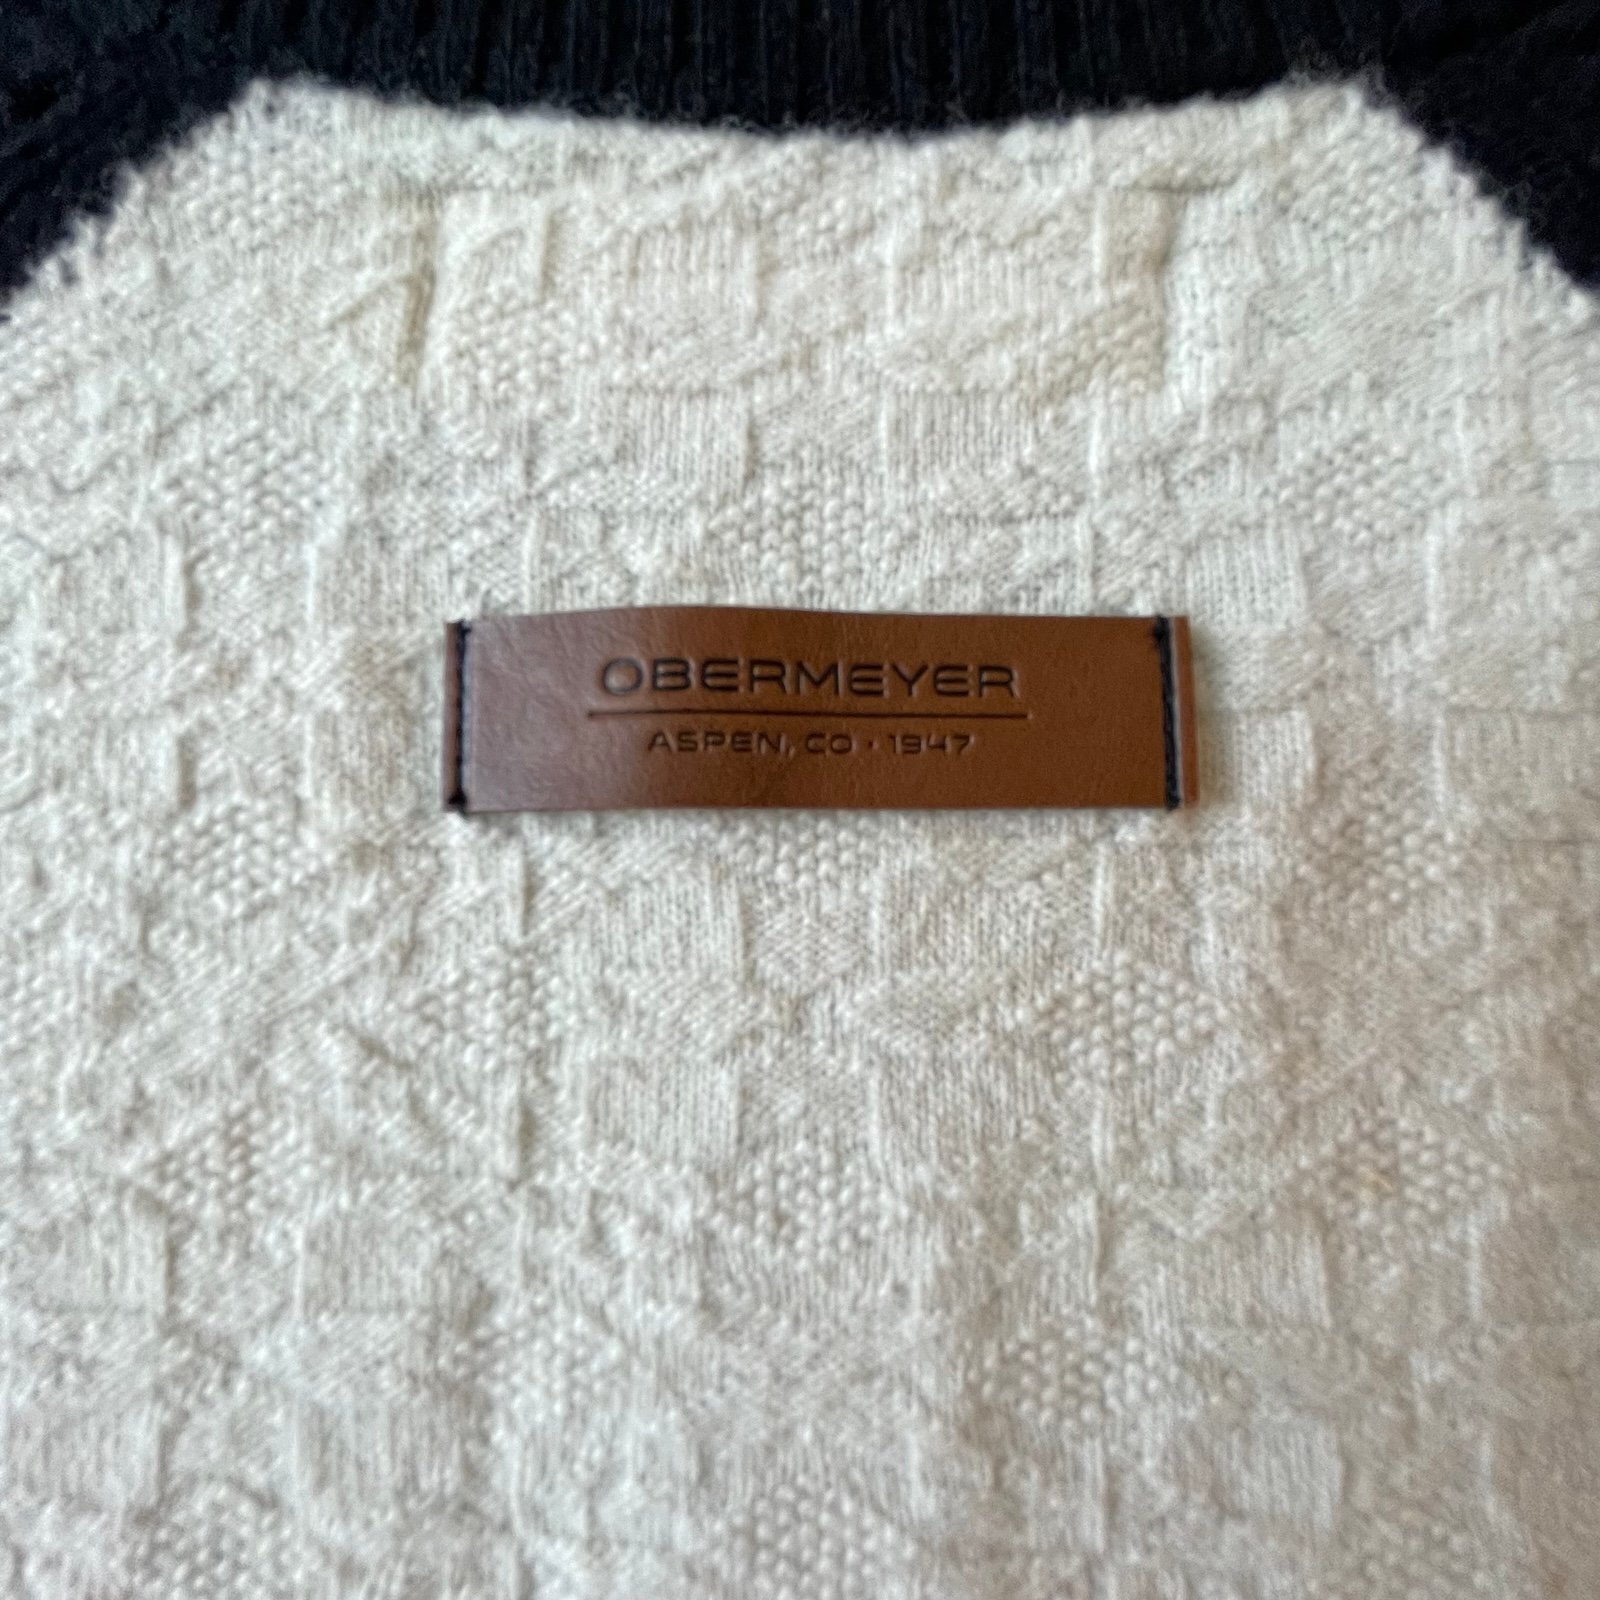 OBERMEYER
ASPEN, CO · 1947